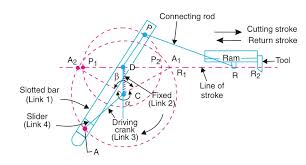 Connecting rod
Cutting stroke
Return stroke
P
A₂ P₁
D
P₂ A₁
Ram
Tool
R₁
R
R₂
β
Line of
stroke
Slotted bar
(Link 1)
C
α
Fixed
(Link 2)
Slider
(Link 4)
Driving
crank
(Link 3)
A